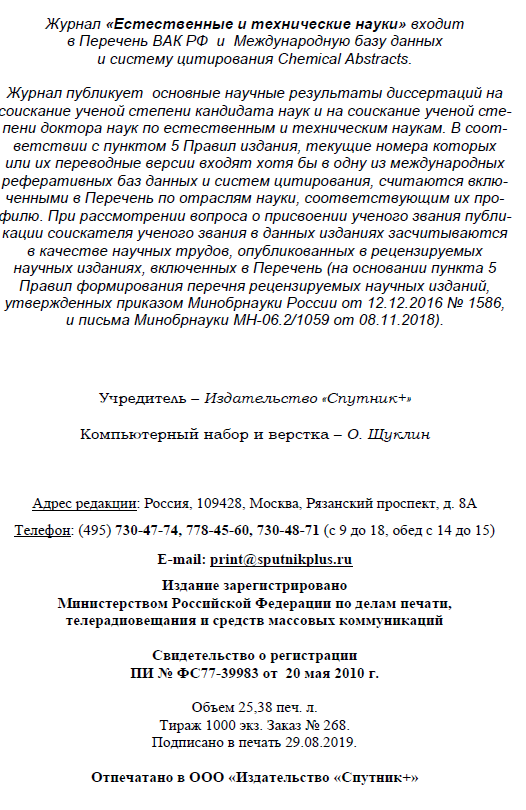 Журнал «Естественные и технические науки» входит
в Перечень ВАК РФ и Международную базу данных
и систему цитирования Chemical Abstracts.
Журнал публикует основные научные результаты диссертаций на
соискание ученой степени кандидата наук и на соискание ученой сте-
пени доктора наук по естественным и техническим наукам. В соот-
ветствии с пунктом 5 Правил издания, текущие номера которых
или их переводные версии входят хотя бы в одну из международных
реферативных баз данных и систем цитирования, считаются вклю-
ченными в Перечень по отраслям науки, соответствующим их про-
филю. При рассмотрении вопроса о присвоении ученого звания публи-
кации соискателя ученого звания в данных изданиях засчитываются
в качестве научных трудов, опубликованных в рецензируемых
научных изданиях, включенных в Перечень (на основании пункта 5
Правил формирования перечня рецензируемых научных изданий,
утвержденных приказом Минобрнауки России от 12.12.2016 № 1586,
и письма Минобрнауки МН-06.2/1059 от 08.11.2018).
Учредитель – Издательство «Спутник+»
Компьютерный набор и верстка – О. Щуклин
Адрес редакции: Россия, 109428, Москва, Рязанский проспект, д. 8А
Телефон: (495) 730-47-74, 778-45-60, 730-48-71 (с 9 до 18, обед с 14 до 15)
E-mail: print@sputnikplus.ru
Издание зарегистрировано
Министерством Российской Федерации по делам печати,
телерадиовещания и средств массовых коммуникаций
Свидетельство о регистрации
ПИ № ФС77-39983 от 20 мая 2010 г.
Объем 25,38 печ. л.
Тираж 1000 экз. Заказ № 268.
Подписано в печать 29.08.2019.
Отпечатано в ООО «Издательство «Спутник+»